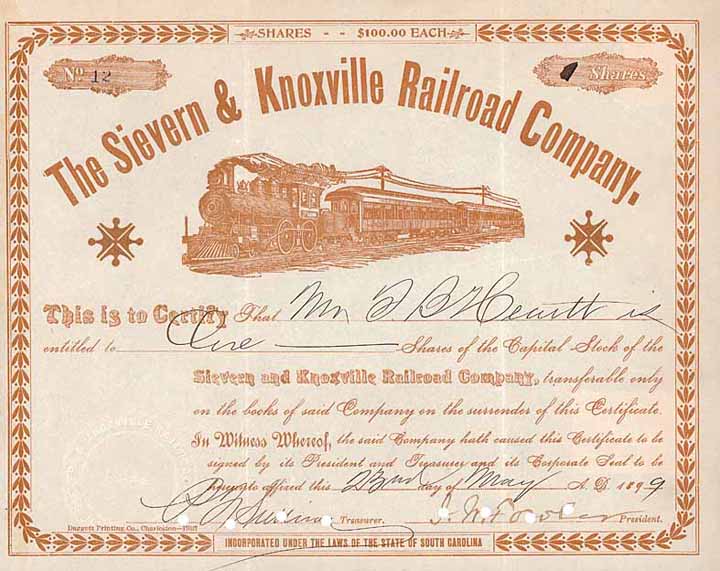 SHARES - - $100.00 EACH
No. 12
Shares
The Sievern & Knoxville Railroad Company.
This is to Certify That Mr. B Hewitt is
entitled to One Shares of the Capital Stock of the
Sievern and Knoxville Railroad Company, transferable only
on the books of said Company on the surrender of this Certificate.
In Witness Whereof, the said Company hath caused this Certificate to be
signed by its President and Treasurer and its Corporate Seal to be
hereunto affixed this 23rd day of May A. D. 1899
Treasurer. President.
Daggett Printing Co., Charleston
INCORPORATED UNDER THE LAWS OF THE STATE OF SOUTH CAROLINA